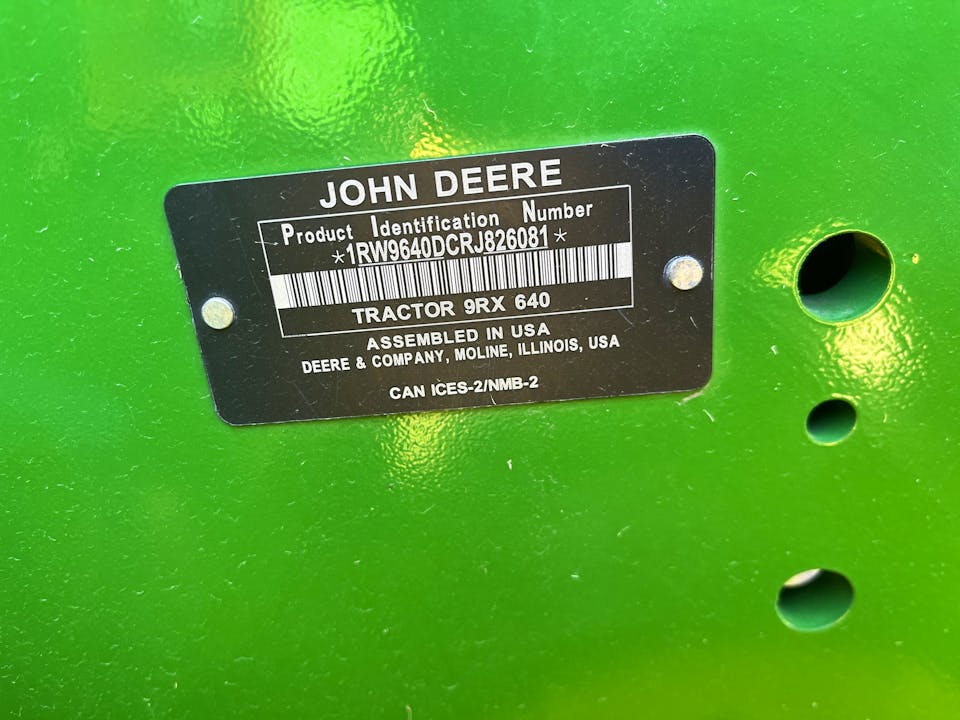 JOHN DEERE
Product Identification Number
*1RW9640DCRJ826081*
TRACTOR 9RX 640
ASSEMBLED IN USA
DEERE & COMPANY, MOLINE, ILLINOIS, USA
CAN ICES-2/NMB-2